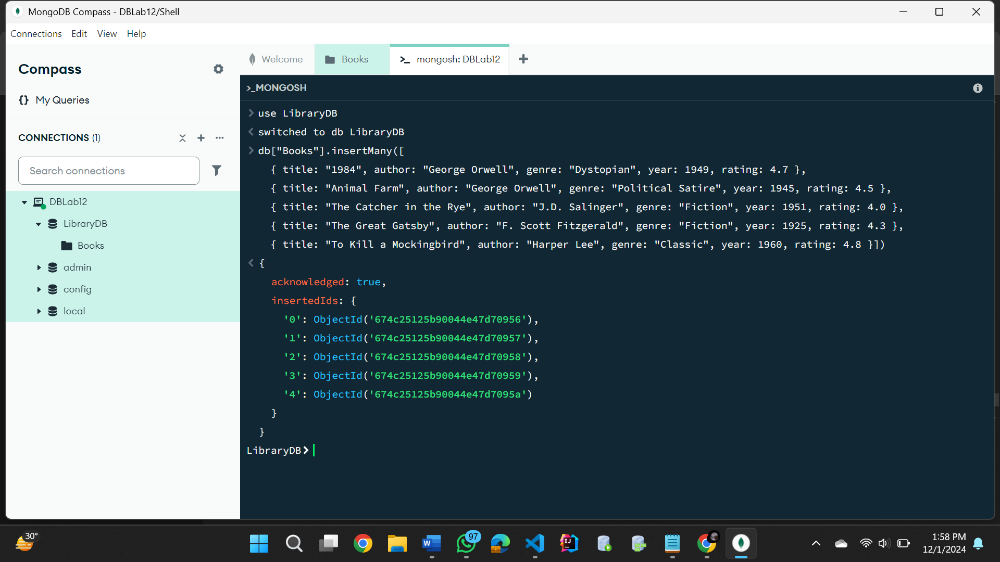 MongoDB Compass - DBLab12/Shell
Connections Edit View Help
Compass
{} My Queries
CONNECTIONS (1)
Search connections
DBLab12
LibraryDB
Books
admin
config
local
Welcome
Books
>_ mongosh: DBLab12
>_MONGOSH
> use LibraryDB
< switched to db LibraryDB
> db["Books"].insertMany([
{ title: "1984", author: "George Orwell", genre: "Dystopian", year: 1949, rating: 4.7 },
{ title: "Animal Farm", author: "George Orwell", genre: "Political Satire", year: 1945, rating: 4.5 },
{ title: "The Catcher in the Rye", author: "J.D. Salinger", genre: "Fiction", year: 1951, rating: 4.0 },
{ title: "The Great Gatsby", author: "F. Scott Fitzgerald", genre: "Fiction", year: 1925, rating: 4.3 },
{ title: "To Kill a Mockingbird", author: "Harper Lee", genre: "Classic", year: 1960, rating: 4.8 }])
< {
acknowledged: true,
insertedIds: {
'0': ObjectId('674c25125b90044e47d70956'),
'1': ObjectId('674c25125b90044e47d70957'),
'2': ObjectId('674c25125b90044e47d70958'),
'3': ObjectId('674c25125b90044e47d70959'),
'4': ObjectId('674c25125b90044e47d7095a')
}
}
LibraryDB>
30°
W
97
IJ
1:58 PM
12/1/2024